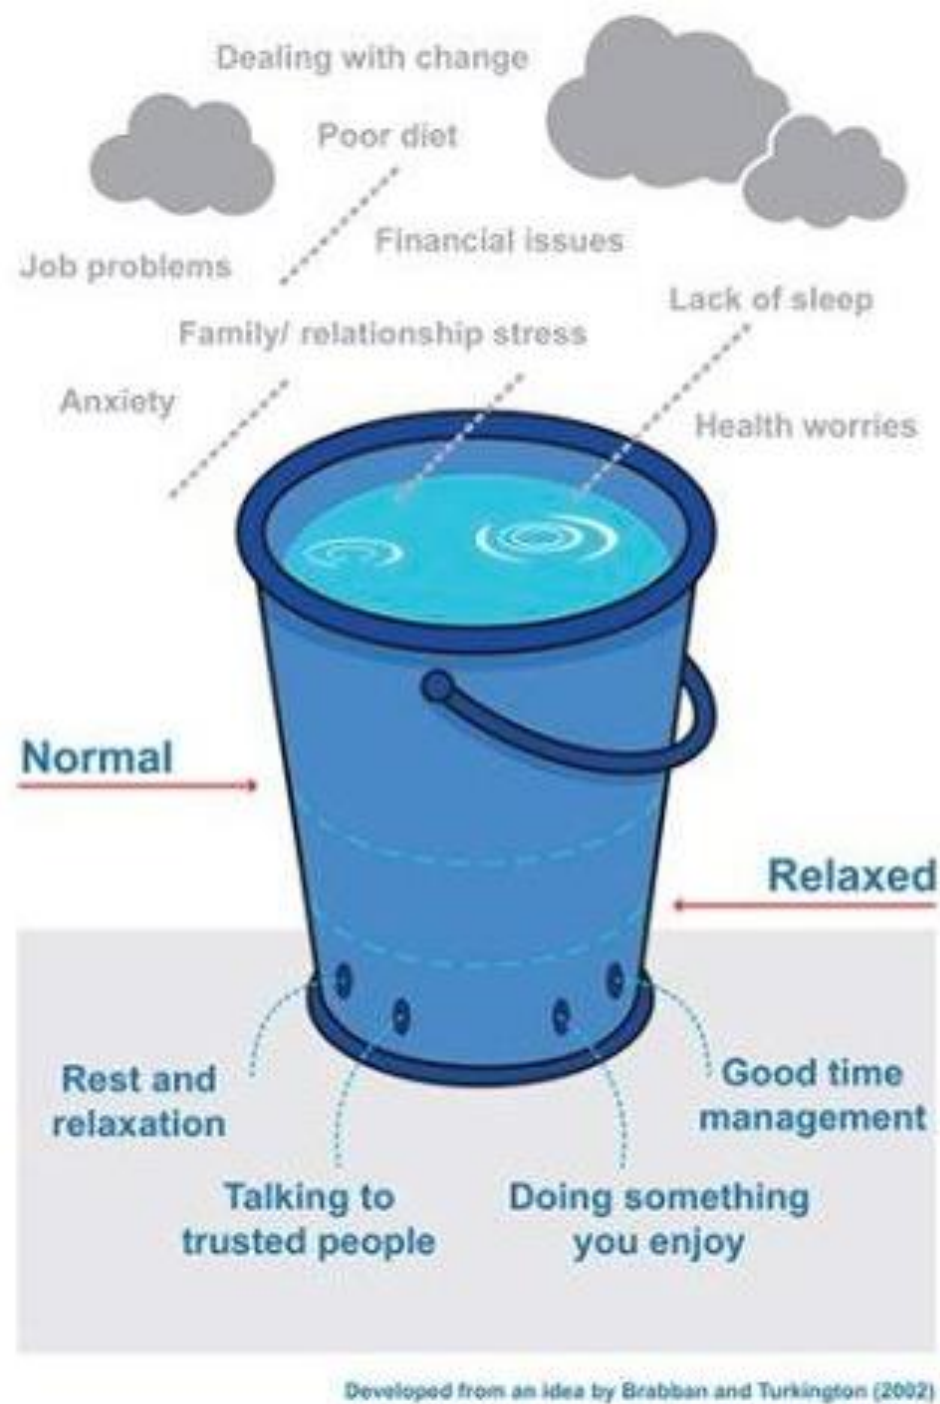 Dealing with change
Poor diet
Financial issues
Job problems
Lack of sleep
Family/ relationship stress
Anxiety
Health worries
Normal
Relaxed
Rest and
relaxation
Good time
management
Talking to
trusted people
Doing something
you enjoy
Developed from an idea by Brabban and Turkington (2002)